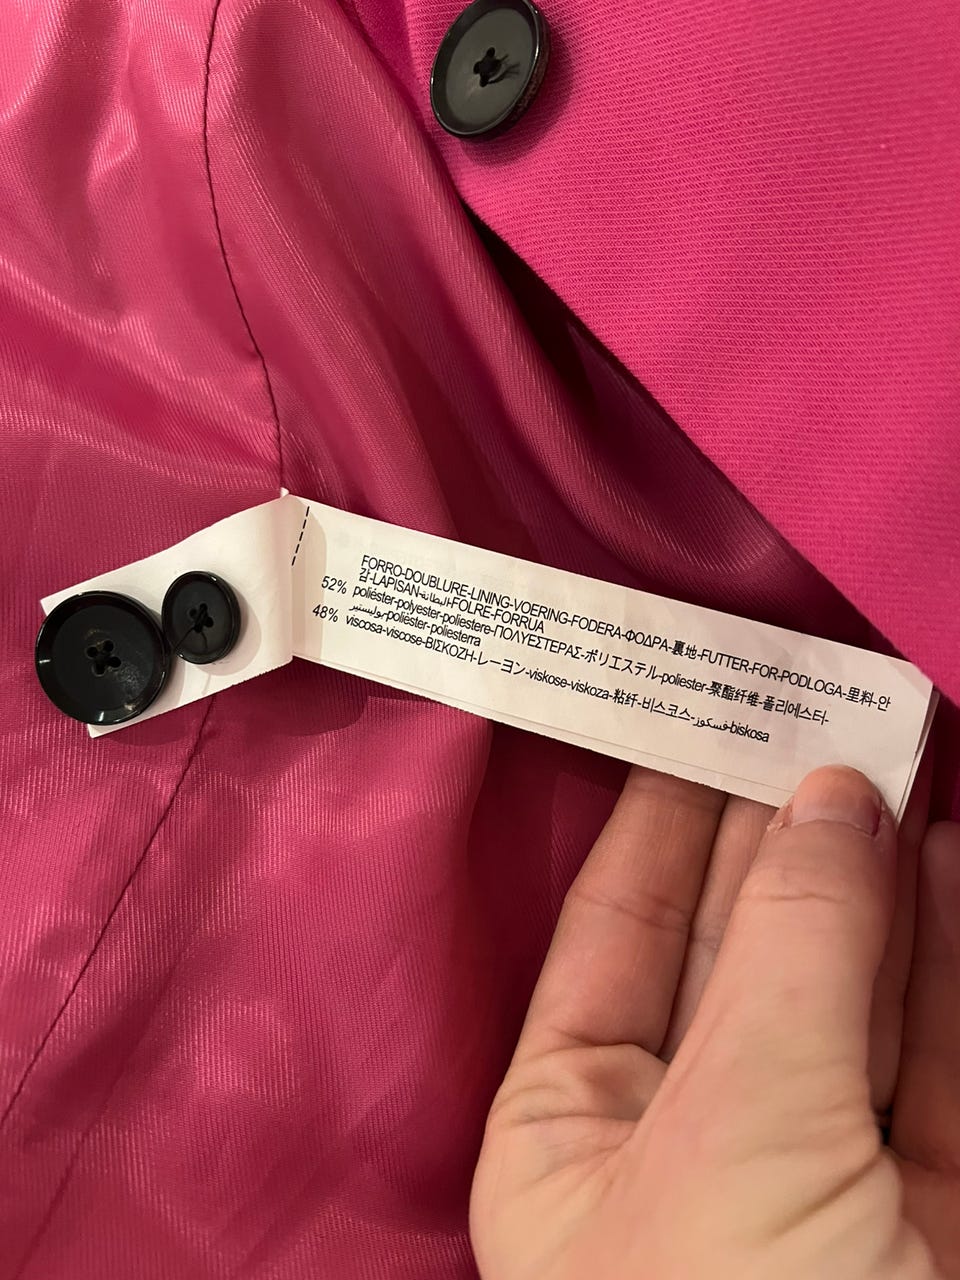 FORRO-DOUBLURE-LINING-VOERING-FODERA-ΦΟΔΡΑ-裏地-FUTTER-FOR-PODLOGA-里料-안
감-LAPISAN-البطانة-FOLRE-FORRUA
52% poliéster-polyester-poliestere-ΠΟΛΥΕΣΤΕΡΑΣ-ポリエステル-poliester-聚酯纤维-폴리에스터-
بوليستير-polièster-poliesterra
48% viscosa-viscose-ΒΙΣΚΟΖΗ-レーヨン-viskose-viskoza-粘纤-비스코스-فسكوز-biskosa